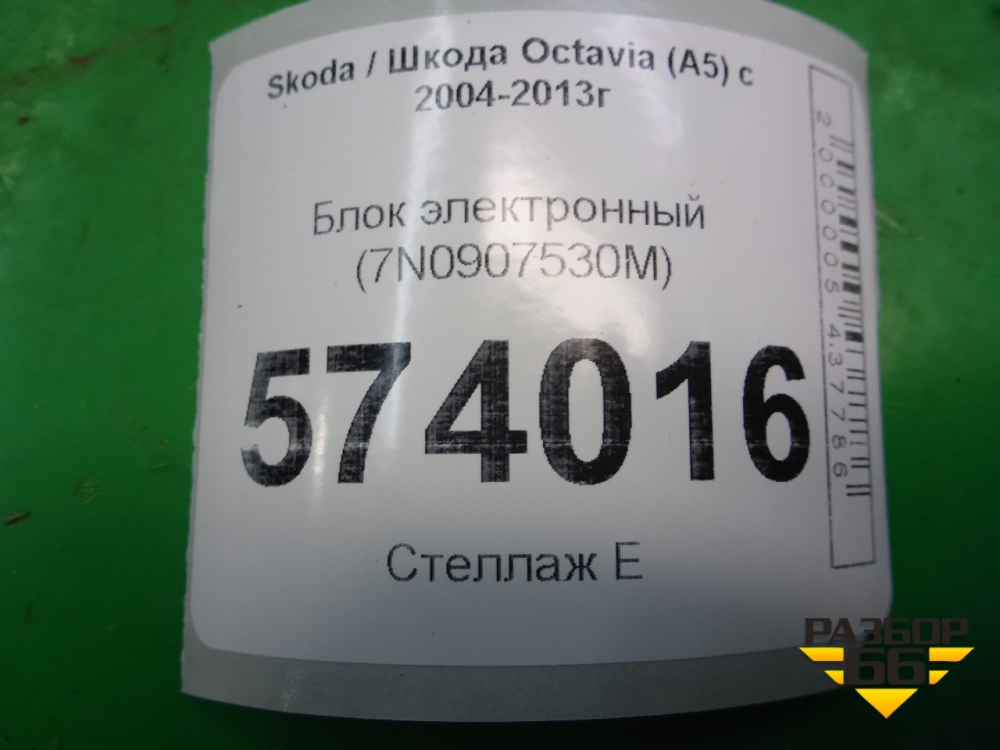 Skoda / Шкода Octavia (A5) с
2004-2013г
Блок электронный
(7N0907530M)
574016
Стеллаж Е
2000005437786
РАЗБОР
66